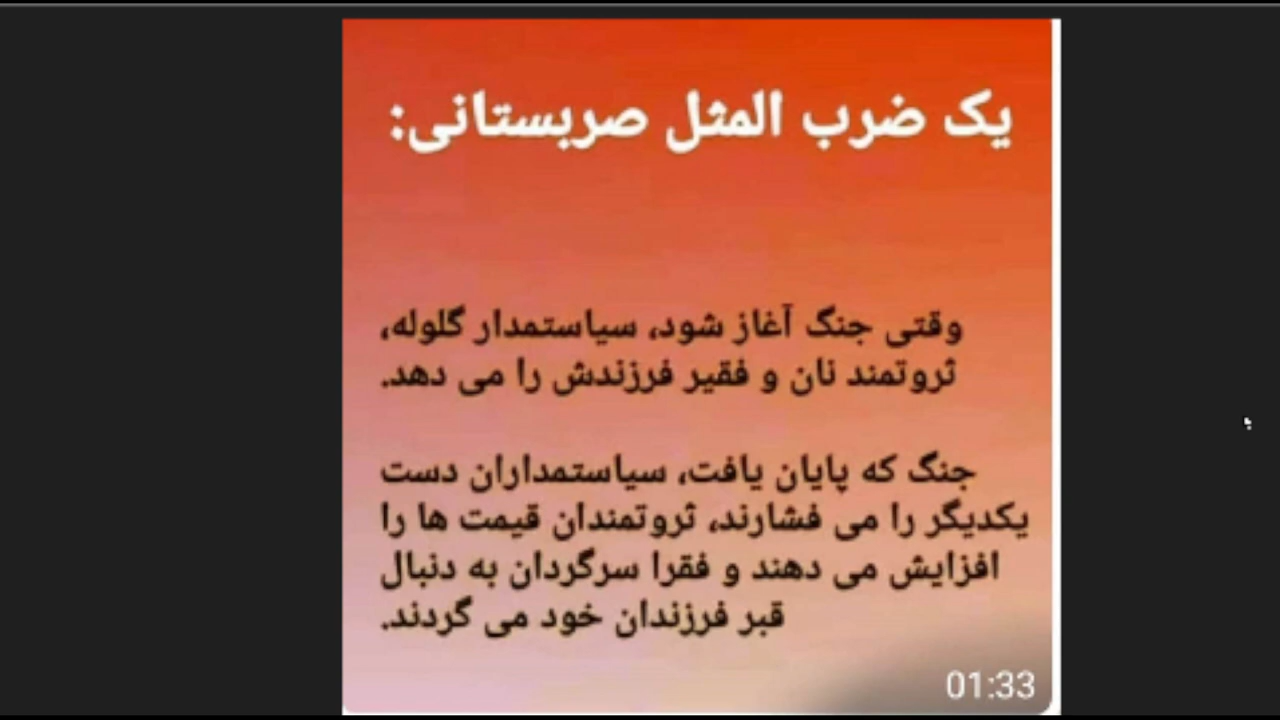 یک ضرب المثل صربستانی:
وقتی جنگ آغاز شود، سیاستمدار گلوله،
ثروتمند نان و فقیر فرزندش را می دهد.
جنگ که پایان یافت، سیاستمداران دست
یکدیگر را می فشارند، ثروتمندان قیمت ها را
افزایش می دهند و فقرا سرگردان به دنبال
قبر فرزندان خود می گردند.
01:33